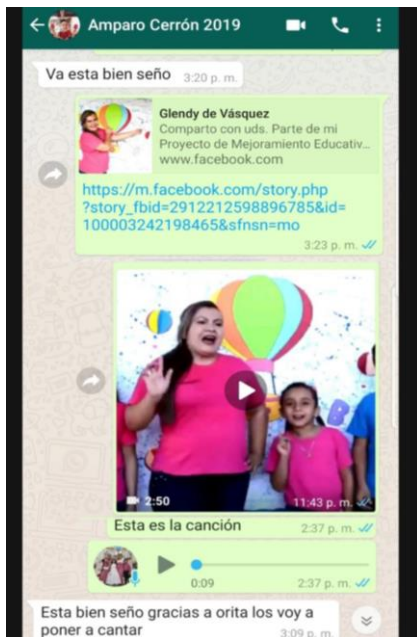 Amparo Cerrón 2019
Va esta bien seño 3:20 p. m.
Glendy de Vásquez
Comparto con uds. Parte de mi
Proyecto de Mejoramiento Educativ...
www.facebook.com
https://m.facebook.com/story.php
?story_fbid=2912212598896785&id=
100003242198465&sfnsn=mo
3:23 p. m.
2:50 11:43 p. m.
Esta es la canción 2:37 p. m.
0:09 2:37 p. m.
Esta bien seño gracias a orita los voy a
poner a cantar 3:09 p. m.